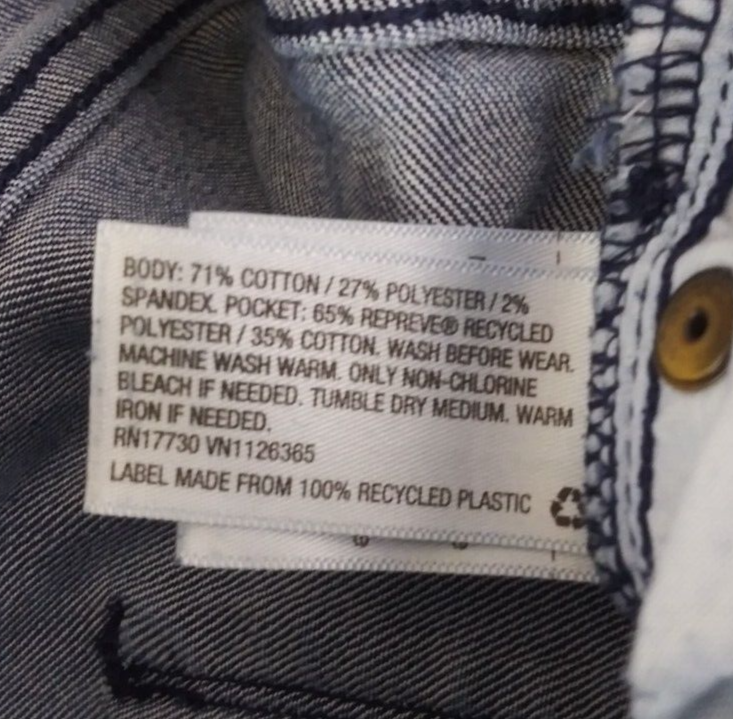 BODY: 71% COTTON / 27% POLYESTER / 2%
SPANDEX. POCKET: 65% REPREVE® RECYCLED
POLYESTER / 35% COTTON. WASH BEFORE WEAR.
MACHINE WASH WARM. ONLY NON-CHLORINE
BLEACH IF NEEDED. TUMBLE DRY MEDIUM. WARM
IRON IF NEEDED.
RN17730 VN1126365
LABEL MADE FROM 100% RECYCLED PLASTIC